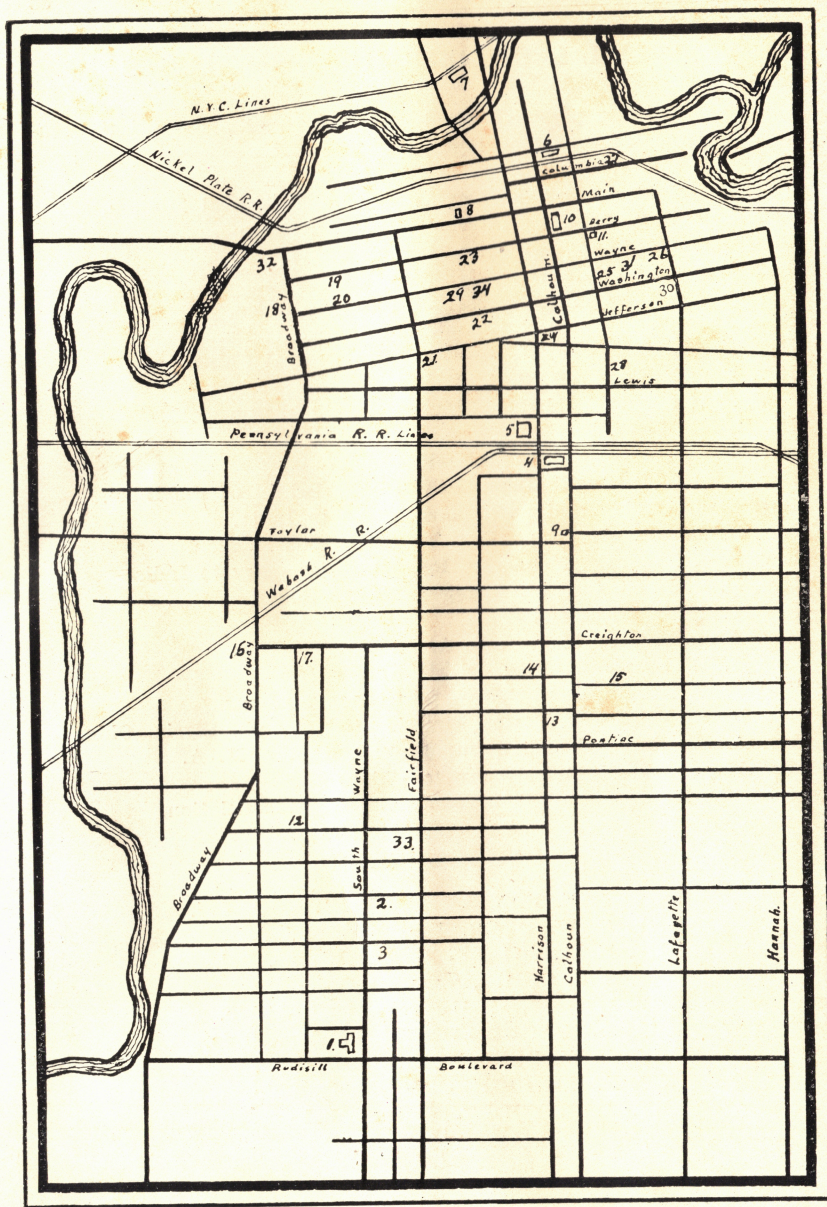 7
N.Y.C. Lines
Nickel Plate R.R.
6
Columbia 27
Main
8
10
Berry
11.
32
23
Wayne
19
25 31 26
20
29 34
Washington
30
18
Broadway
22
Calhoun.
Jefferson
24
21.
28
Lewis
5
Pennsylvania R. R. Lines
4
Taylor
9
Wabash R. R.
Creighton
16
17.
14
15
Broadway
13
Pontiac
Wayne
Fairfield
12
33.
Broadway
South
2.
3
Harrison
Calhoun
Lafayette
Hannah.
1.
Rudisill Boulevard